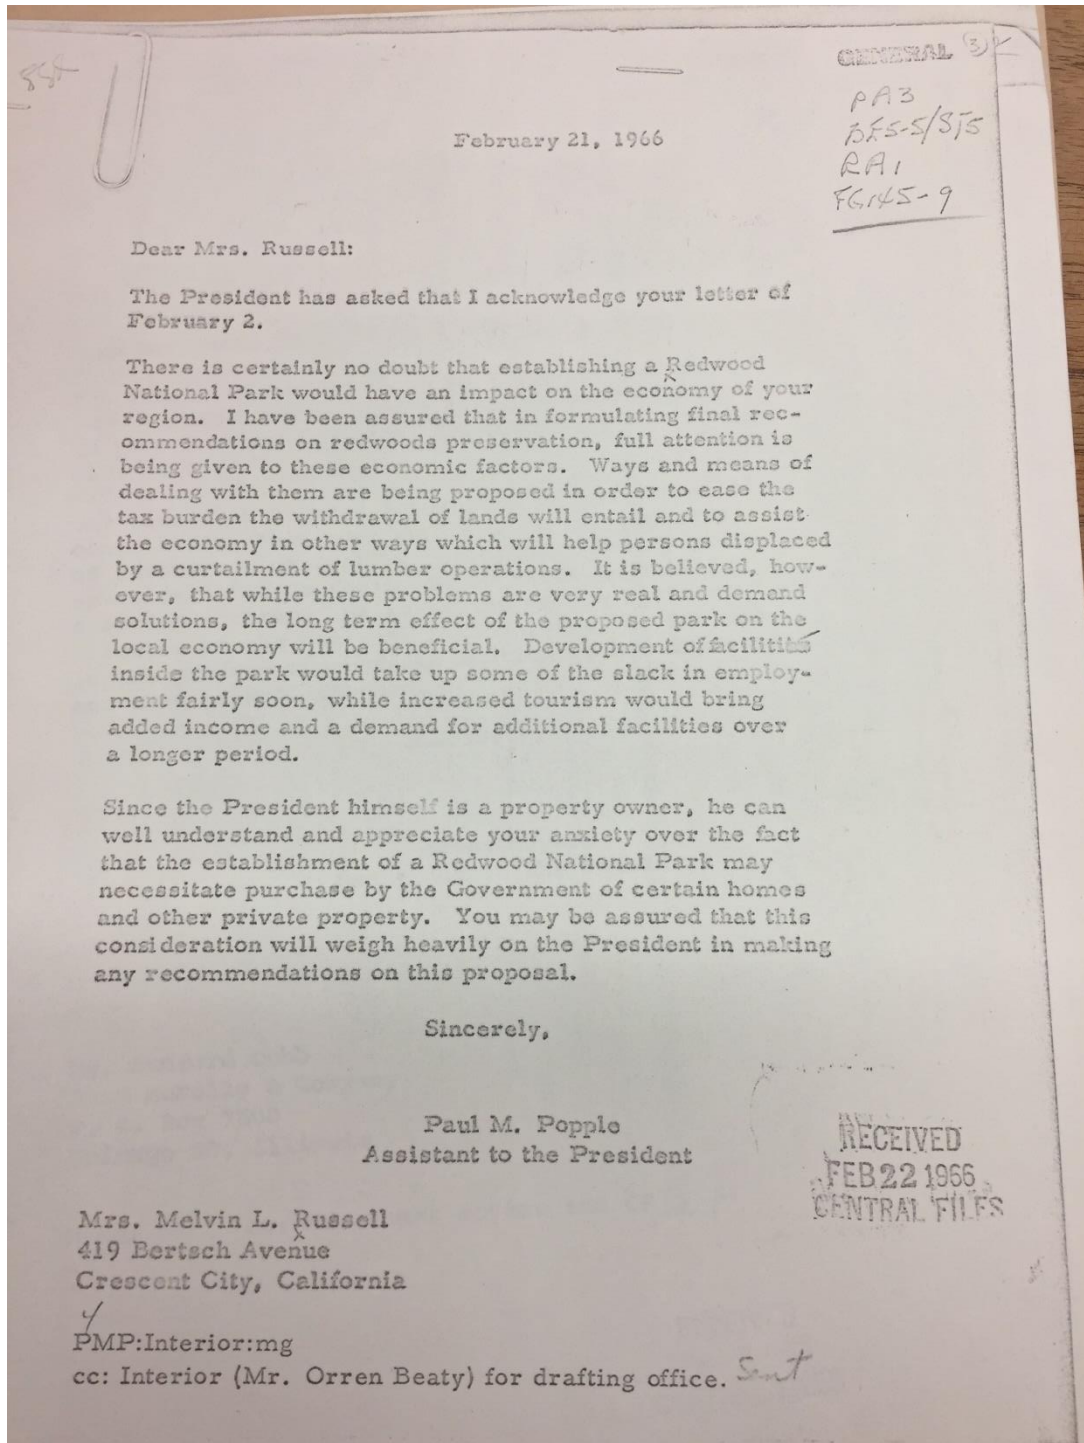 GENERAL 3
PA3
BE5-5/ST5
RA1
FG145-9
February 21, 1966
Dear Mrs. Russell:
The President has asked that I acknowledge your letter of
February 2.
There is certainly no doubt that establishing a Redwood
National Park would have an impact on the economy of your
region. I have been assured that in formulating final rec-
ommendations on redwoods preservation, full attention is
being given to these economic factors. Ways and means of
dealing with them are being proposed in order to ease the
tax burden the withdrawal of lands will entail and to assist
the economy in other ways which will help persons displaced
by a curtailment of lumber operations. It is believed, how-
ever, that while these problems are very real and demand
solutions, the long term effect of the proposed park on the
local economy will be beneficial. Development of facilities
inside the park would take up some of the slack in employ-
ment fairly soon, while increased tourism would bring
added income and a demand for additional facilities over
a longer period.
Since the President himself is a property owner, he can
well understand and appreciate your anxiety over the fact
that the establishment of a Redwood National Park may
necessitate purchase by the Government of certain homes
and other private property. You may be assured that this
consideration will weigh heavily on the President in making
any recommendations on this proposal.
Sincerely,
Paul M. Popple
Assistant to the President
RECEIVED
FEB 22 1966
CENTRAL FILES
Mrs. Melvin L. Russell
419 Bertsch Avenue
Crescent City, California
PMP:Interior:mg
cc: Interior (Mr. Orren Beaty) for drafting office. Sent